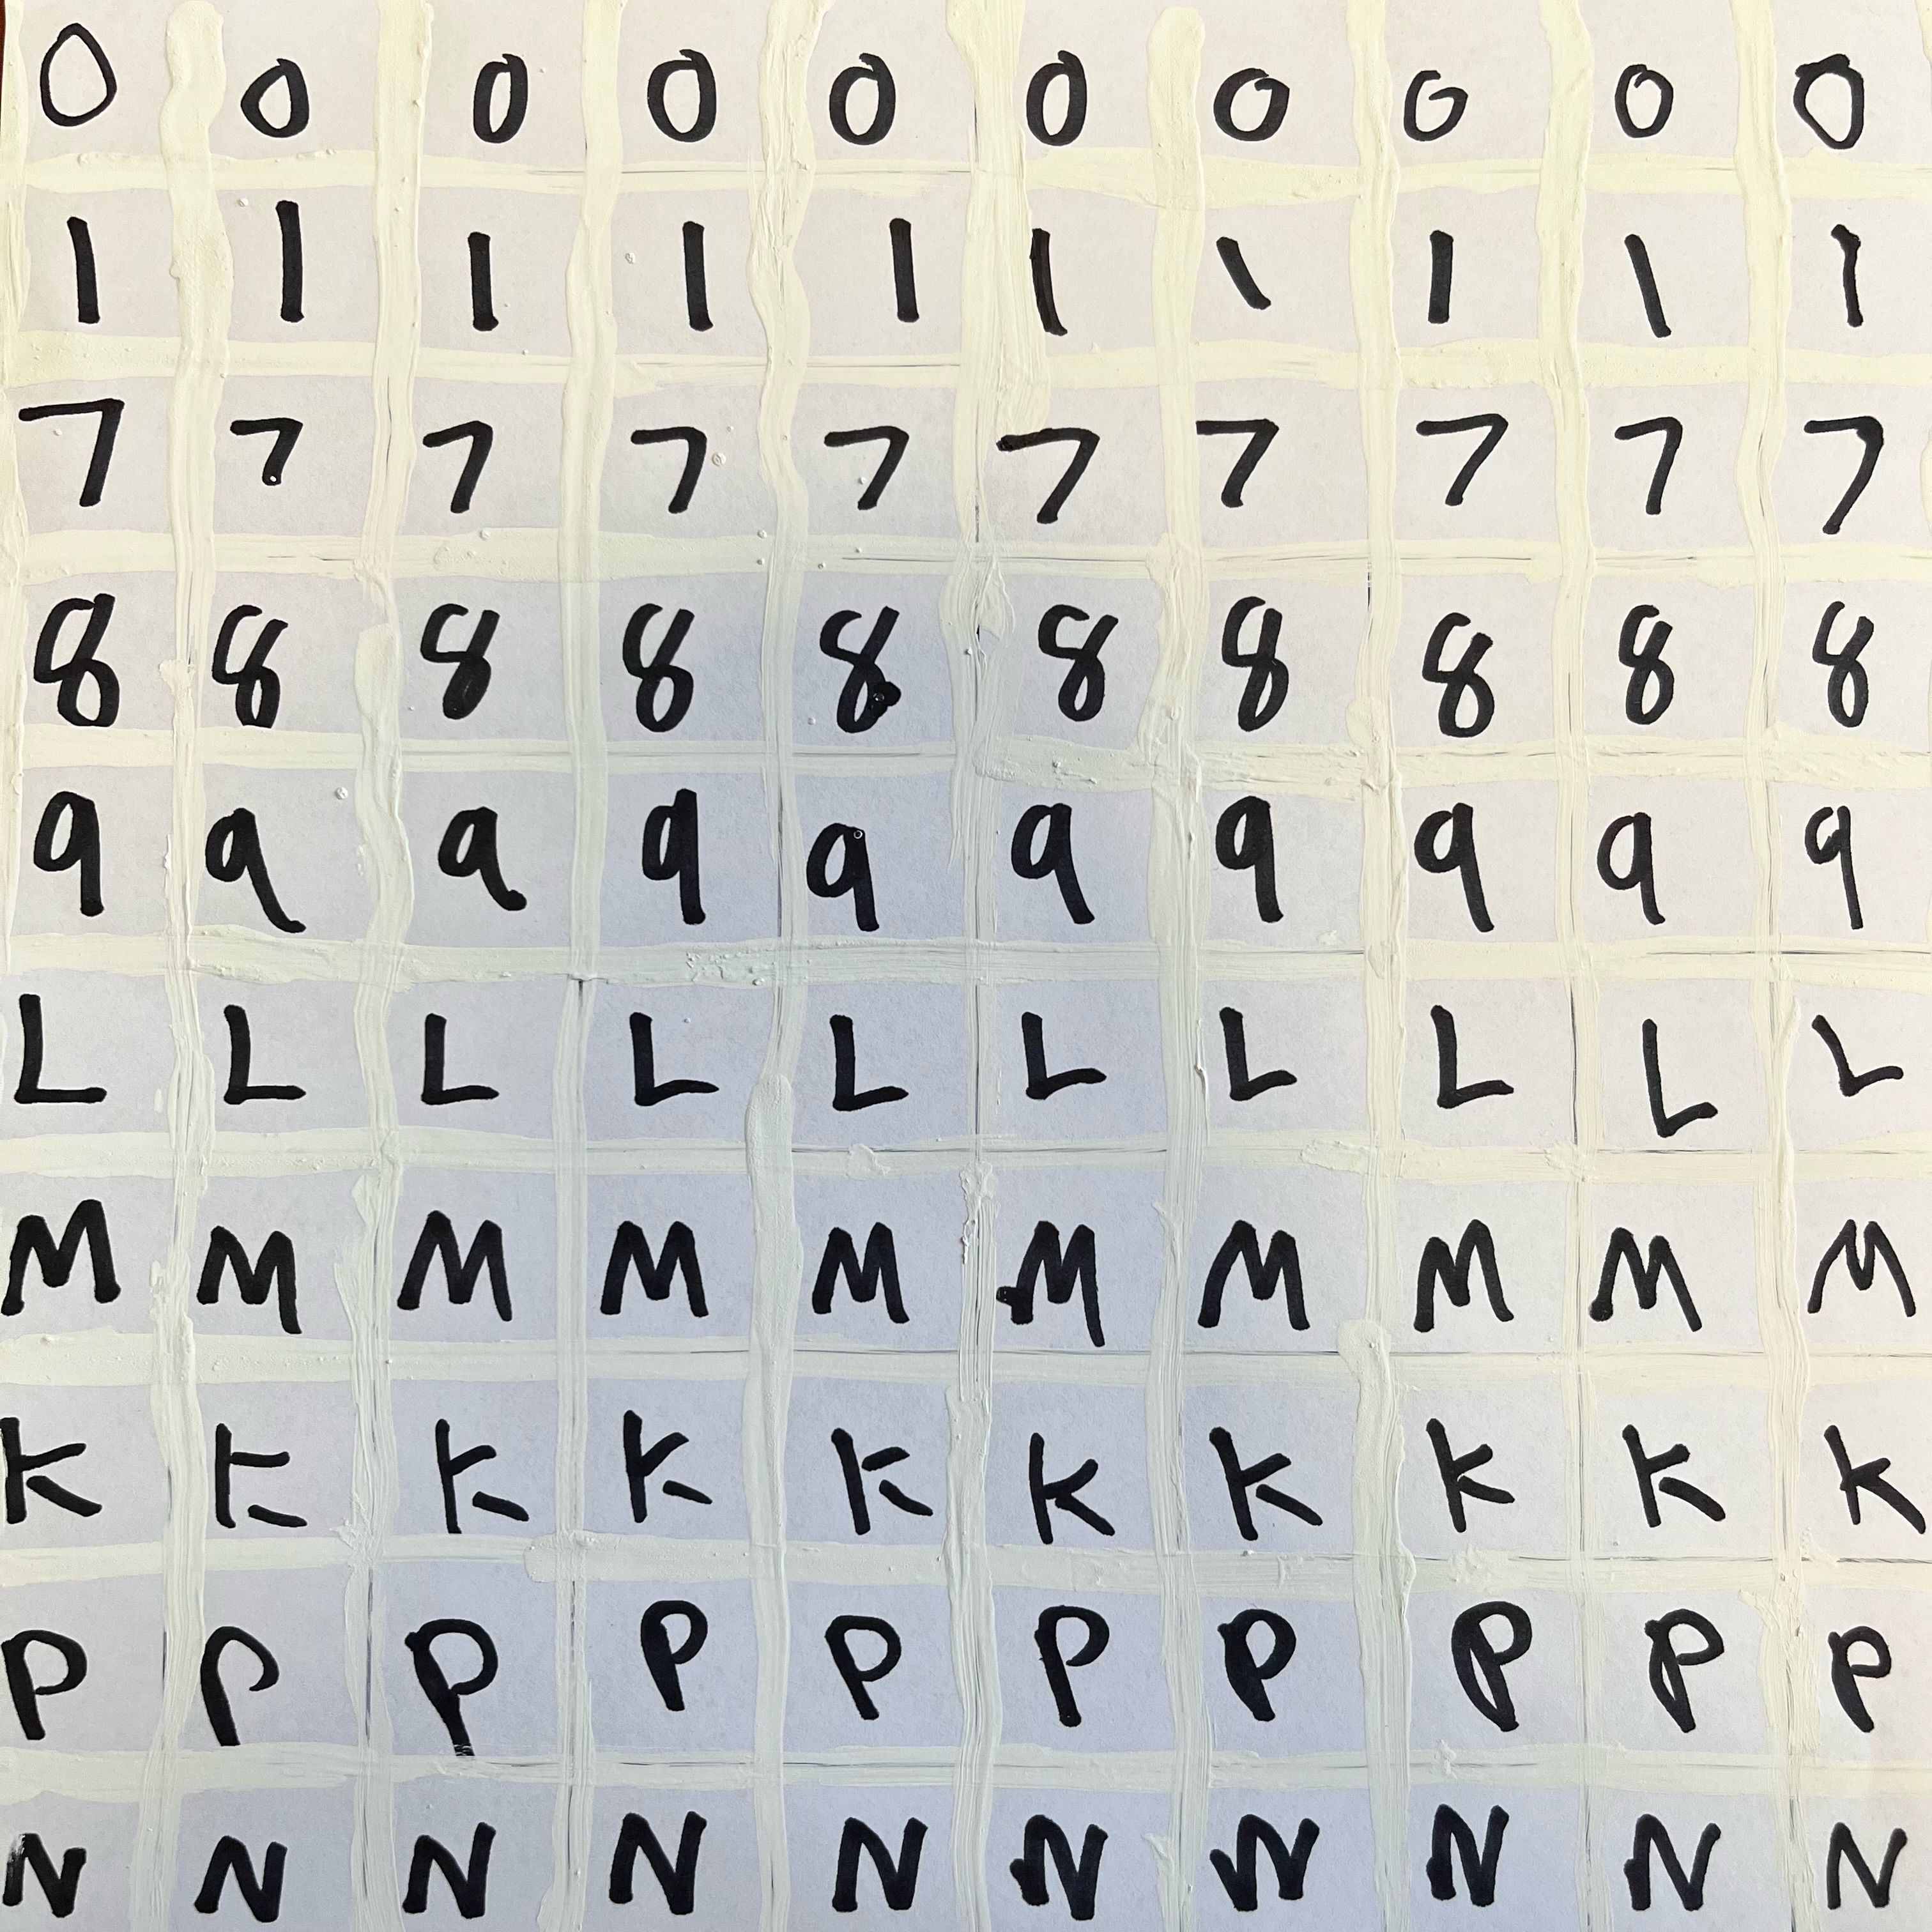 0 0 0 0 0 0 0 0 0 0
1 1 1 1 1 1 1 1 1 1
7 7 7 7 7 7 7 7 7 7
8 8 8 8 8 8 8 8 8 8
9 9 9 9 9 9 9 9 9 9
L L L L L L L L L L
M M M M M M M M M M
K K K K K K K K K K
P P P P P P P P P P
N N N N N N N N N N